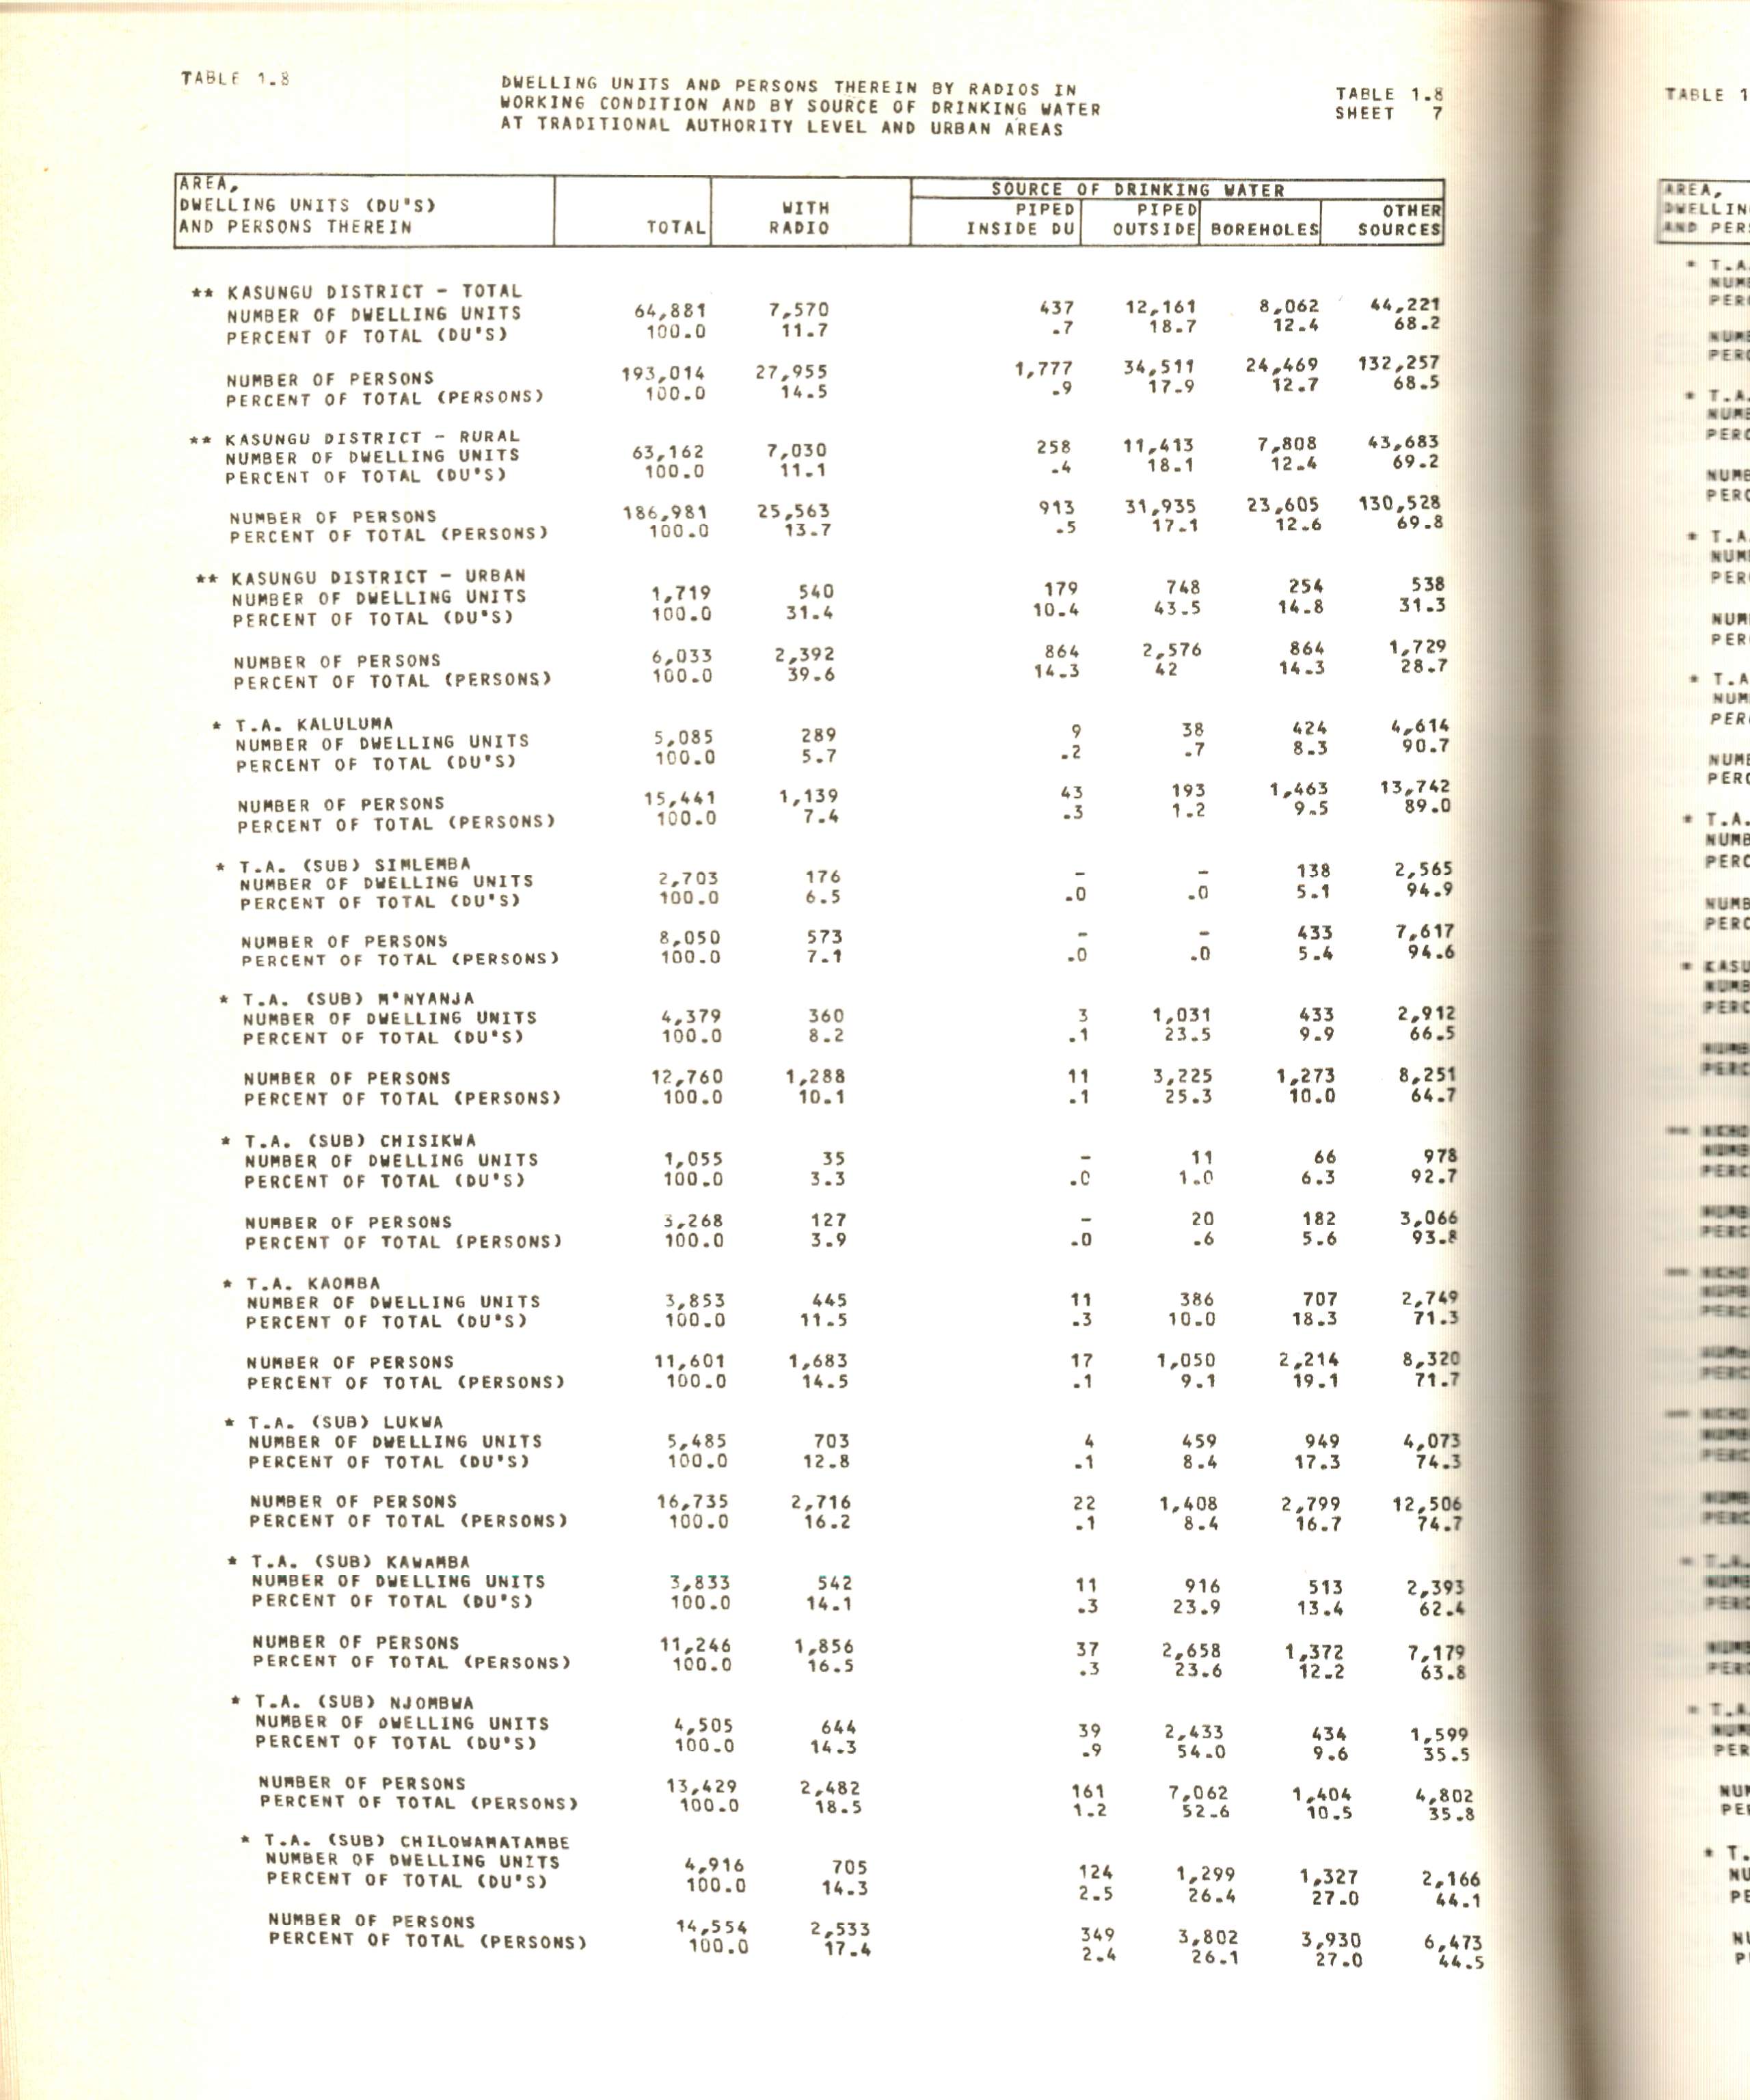 TABLE 1.8
DWELLING UNITS AND PERSONS THEREIN BY RADIOS IN
WORKING CONDITION AND BY SOURCE OF DRINKING WATER
AT TRADITIONAL AUTHORITY LEVEL AND URBAN AREAS
TABLE 1.8
SHEET 7
AREA,
DWELLING UNITS (DU'S)
AND PERSONS THEREIN
TOTAL
WITH
RADIO
SOURCE OF DRINKING WATER
PIPED
INSIDE DU
PIPED
OUTSIDE
BOREHOLES
OTHER
SOURCES
** KASUNGU DISTRICT - TOTAL
NUMBER OF DWELLING UNITS 64,881 7,570 437 12,161 8,062 44,221
PERCENT OF TOTAL (DU'S) 100.0 11.7 .7 18.7 12.4 68.2
NUMBER OF PERSONS 193,014 27,955 1,777 34,511 24,469 132,257
PERCENT OF TOTAL (PERSONS) 100.0 14.5 .9 17.9 12.7 68.5
** KASUNGU DISTRICT - RURAL
NUMBER OF DWELLING UNITS 63,162 7,030 258 11,413 7,808 43,683
PERCENT OF TOTAL (DU'S) 100.0 11.1 .4 18.1 12.4 69.2
NUMBER OF PERSONS 186,981 25,563 913 31,935 23,605 130,528
PERCENT OF TOTAL (PERSONS) 100.0 13.7 .5 17.1 12.6 69.8
** KASUNGU DISTRICT - URBAN
NUMBER OF DWELLING UNITS 1,719 540 179 748 254 538
PERCENT OF TOTAL (DU'S) 100.0 31.4 10.4 43.5 14.8 31.3
NUMBER OF PERSONS 6,033 2,392 864 2,576 864 1,729
PERCENT OF TOTAL (PERSONS) 100.0 39.6 14.3 42 14.3 28.7
* T.A. KALULUMA
NUMBER OF DWELLING UNITS 5,085 289 9 38 424 4,614
PERCENT OF TOTAL (DU'S) 100.0 5.7 .2 .7 8.3 90.7
NUMBER OF PERSONS 15,441 1,139 43 193 1,463 13,742
PERCENT OF TOTAL (PERSONS) 100.0 7.4 .3 1.2 9.5 89.0
* T.A. (SUB) SIMLEMBA
NUMBER OF DWELLING UNITS 2,703 176 - - 138 2,565
PERCENT OF TOTAL (DU'S) 100.0 6.5 .0 .0 5.1 94.9
NUMBER OF PERSONS 8,050 573 - - 433 7,617
PERCENT OF TOTAL (PERSONS) 100.0 7.1 .0 .0 5.4 94.6
* T.A. (SUB) M'NYANJA
NUMBER OF DWELLING UNITS 4,379 360 3 1,031 433 2,912
PERCENT OF TOTAL (DU'S) 100.0 8.2 .1 23.5 9.9 66.5
NUMBER OF PERSONS 12,760 1,288 11 3,225 1,273 8,251
PERCENT OF TOTAL (PERSONS) 100.0 10.1 .1 25.3 10.0 64.7
* T.A. (SUB) CHISIKWA
NUMBER OF DWELLING UNITS 1,055 35 - 11 66 978
PERCENT OF TOTAL (DU'S) 100.0 3.3 .0 1.0 6.3 92.7
NUMBER OF PERSONS 3,268 127 - 20 182 3,066
PERCENT OF TOTAL (PERSONS) 100.0 3.9 .0 .6 5.6 93.8
* T.A. KAOMBA
NUMBER OF DWELLING UNITS 3,853 445 11 386 707 2,749
PERCENT OF TOTAL (DU'S) 100.0 11.5 .3 10.0 18.3 71.3
NUMBER OF PERSONS 11,601 1,683 17 1,050 2,214 8,320
PERCENT OF TOTAL (PERSONS) 100.0 14.5 .1 9.1 19.1 71.7
* T.A. (SUB) LUKWA
NUMBER OF DWELLING UNITS 5,485 703 4 459 949 4,073
PERCENT OF TOTAL (DU'S) 100.0 12.8 .1 8.4 17.3 74.3
NUMBER OF PERSONS 16,735 2,716 22 1,408 2,799 12,506
PERCENT OF TOTAL (PERSONS) 100.0 16.2 .1 8.4 16.7 74.7
* T.A. (SUB) KAWAMBA
NUMBER OF DWELLING UNITS 3,833 542 11 916 513 2,393
PERCENT OF TOTAL (DU'S) 100.0 14.1 .3 23.9 13.4 62.4
NUMBER OF PERSONS 11,246 1,856 37 2,658 1,372 7,179
PERCENT OF TOTAL (PERSONS) 100.0 16.5 .3 23.6 12.2 63.8
* T.A. (SUB) NJOMBWA
NUMBER OF DWELLING UNITS 4,505 644 39 2,433 434 1,599
PERCENT OF TOTAL (DU'S) 100.0 14.3 .9 54.0 9.6 35.5
NUMBER OF PERSONS 13,429 2,482 161 7,062 1,404 4,802
PERCENT OF TOTAL (PERSONS) 100.0 18.5 1.2 52.6 10.5 35.8
* T.A. (SUB) CHILOWAMATAMBE
NUMBER OF DWELLING UNITS 4,916 705 124 1,299 1,327 2,166
PERCENT OF TOTAL (DU'S) 100.0 14.3 2.5 26.4 27.0 44.1
NUMBER OF PERSONS 14,554 2,533 349 3,802 3,930 6,473
PERCENT OF TOTAL (PERSONS) 100.0 17.4 2.4 26.1 27.0 44.5
TABLE 1
AREA,